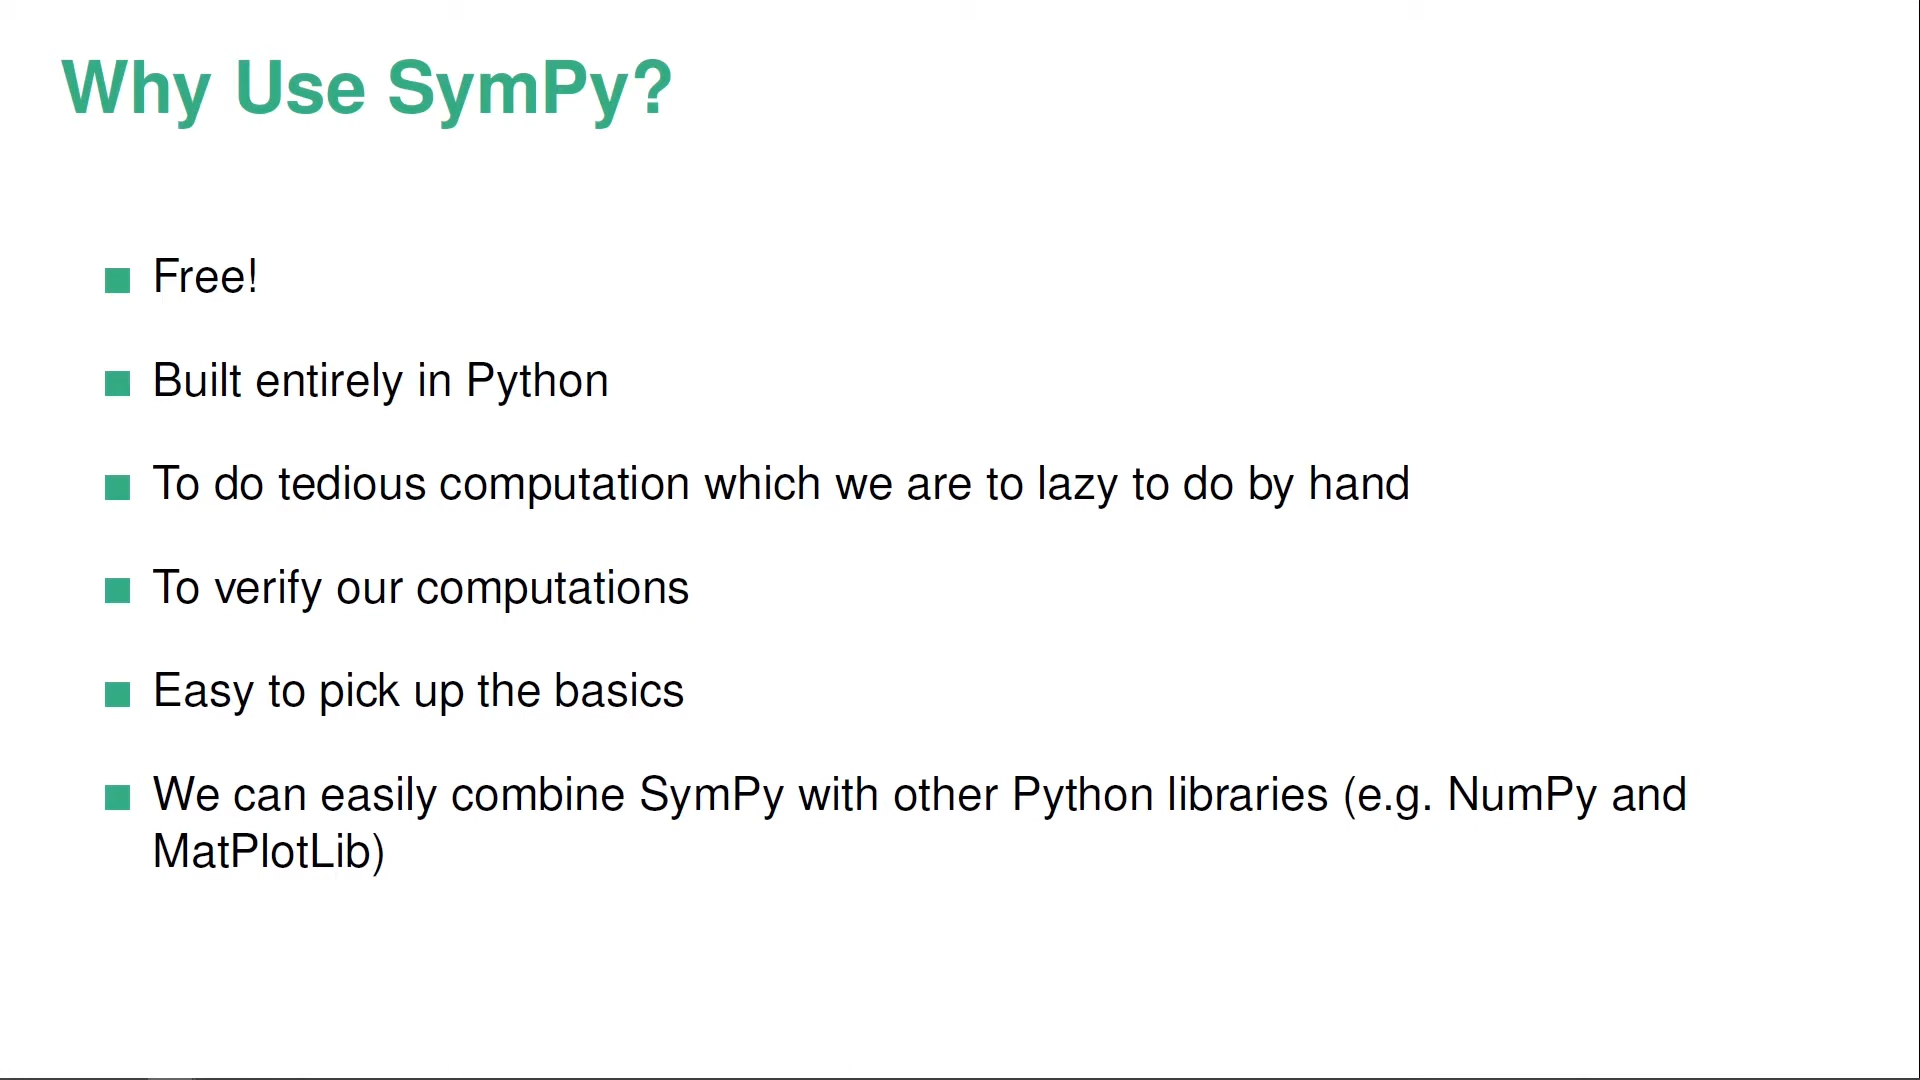 Why Use SymPy?
Free!
Built entirely in Python
To do tedious computation which we are to lazy to do by hand
To verify our computations
Easy to pick up the basics
We can easily combine SymPy with other Python libraries (e.g. NumPy and
MatPlotLib)